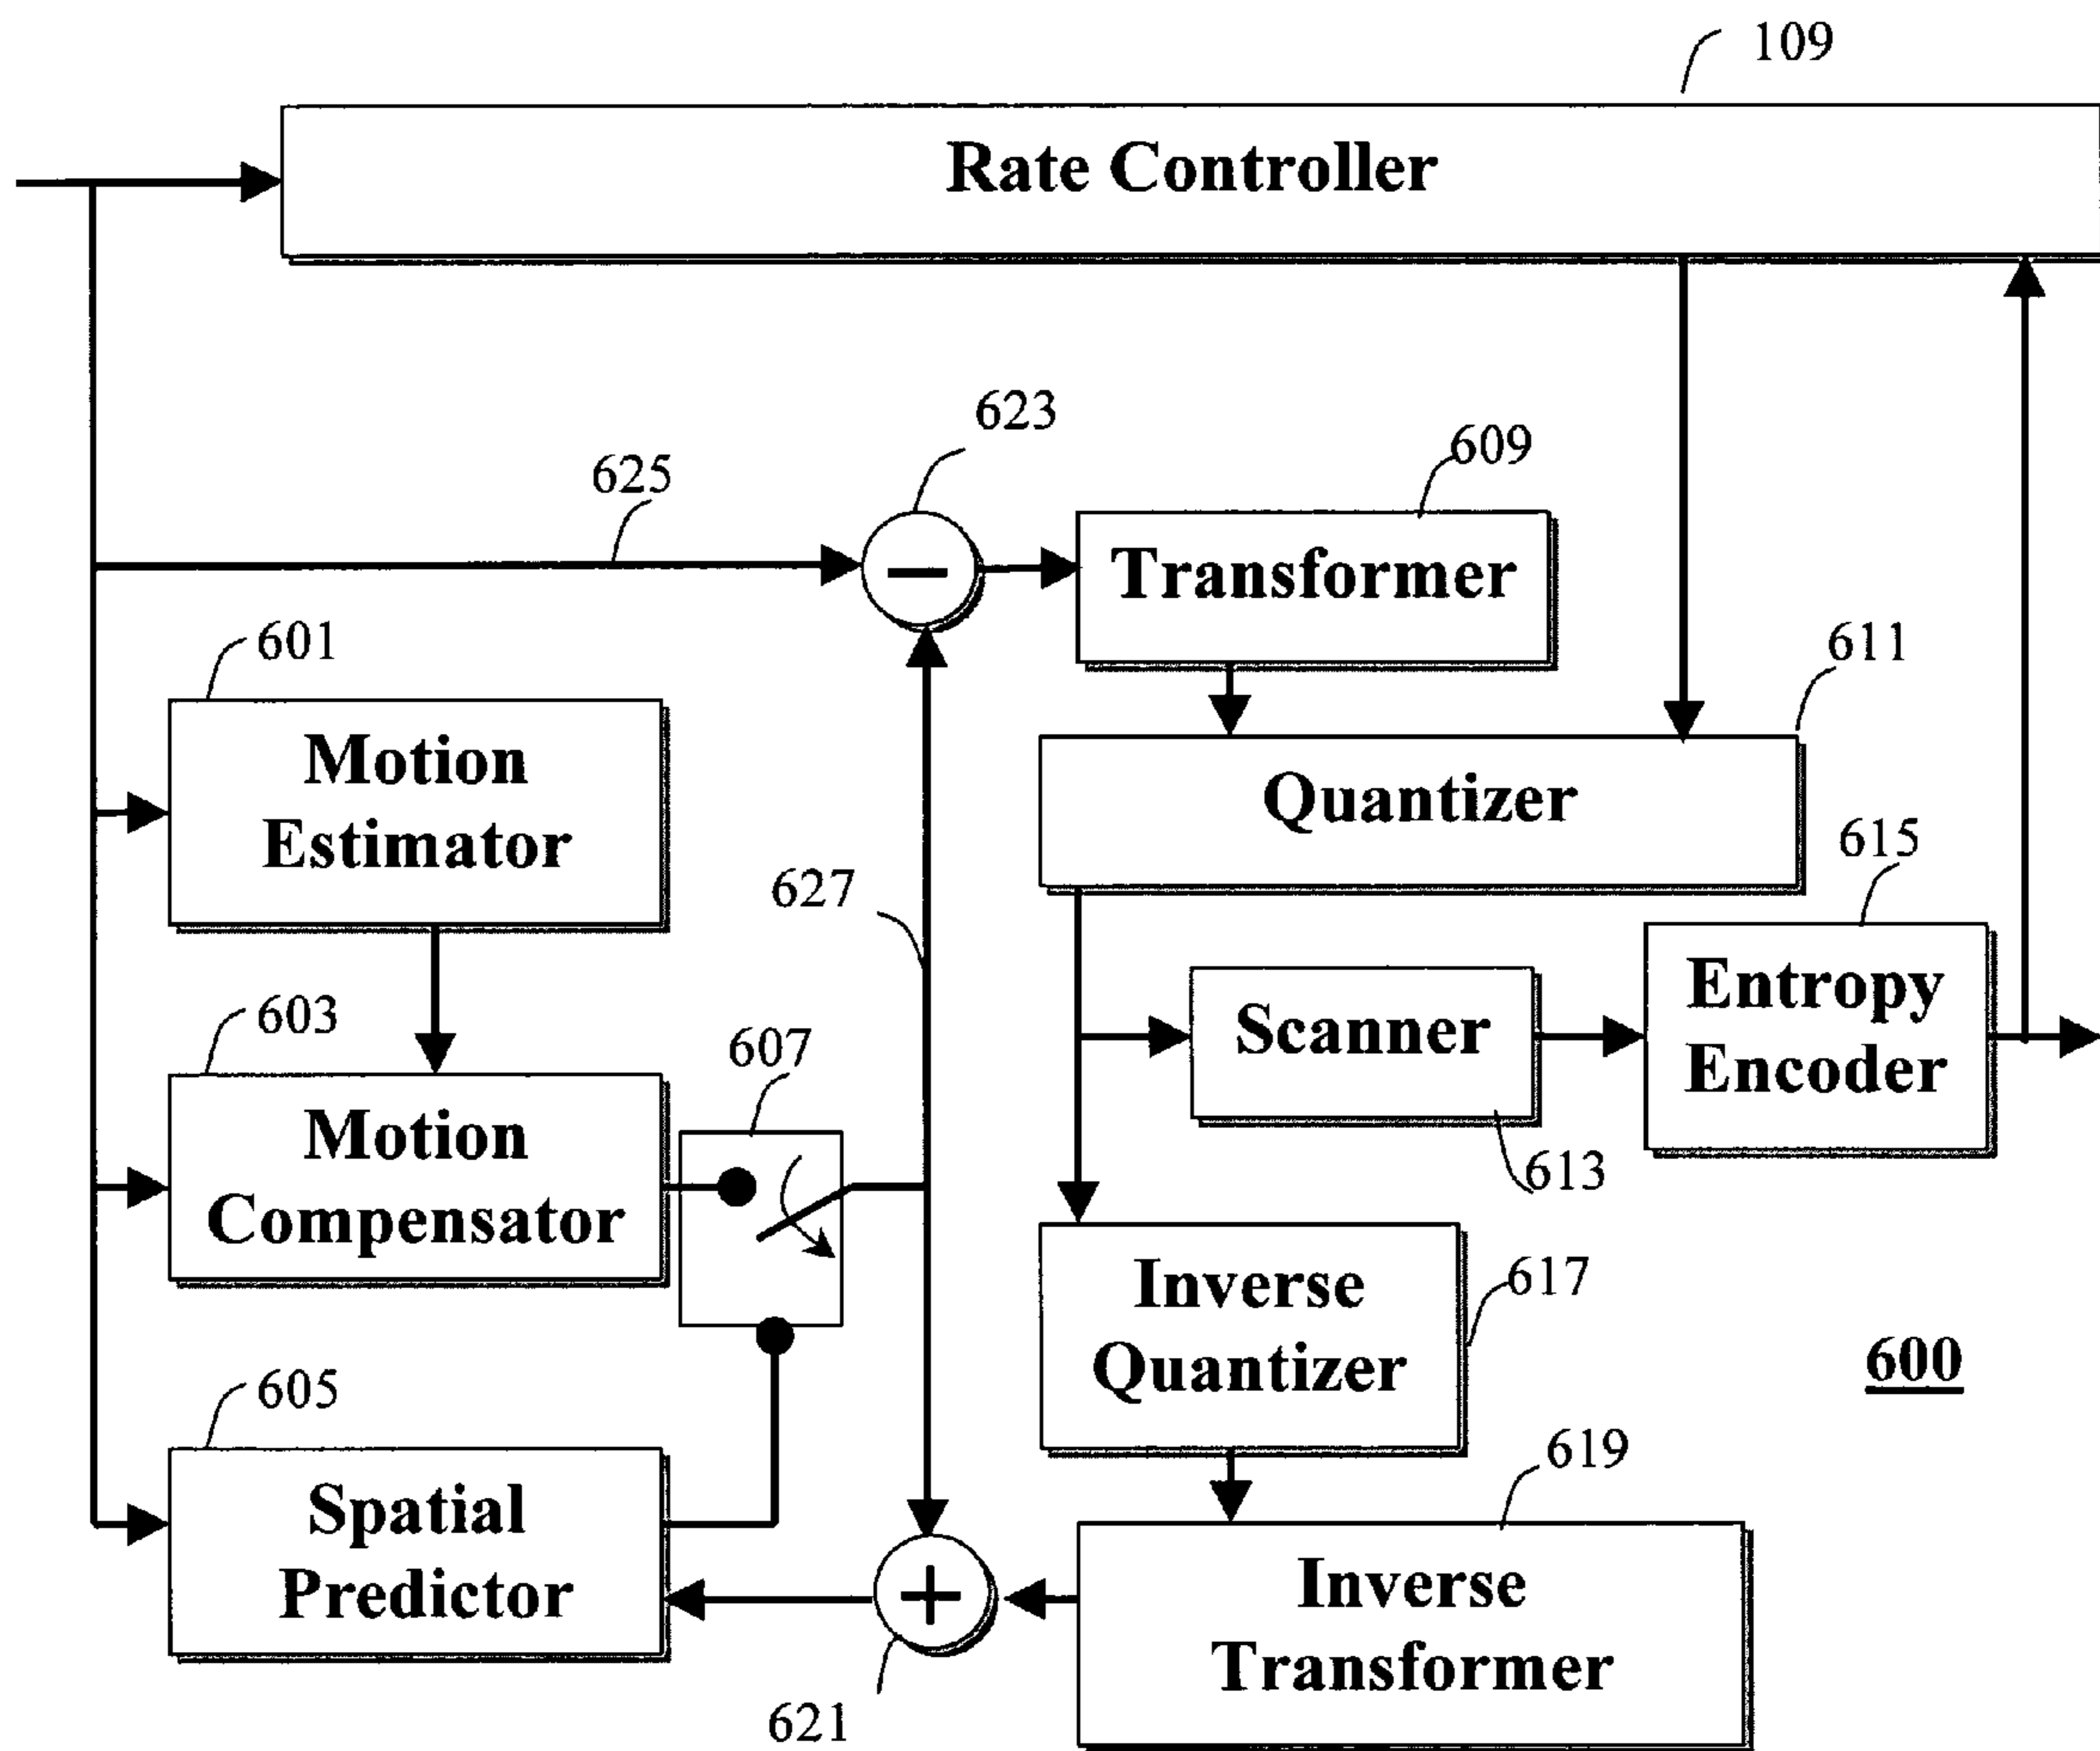 109
Rate Controller
623
609
625
Transformer
601
611
Motion
Estimator
Quantizer
615
627
Entropy
Encoder
Scanner
603
607
Motion
Compensator
613
Inverse
Quantizer
617
600
605
619
Spatial
Predictor
Inverse
Transformer
621